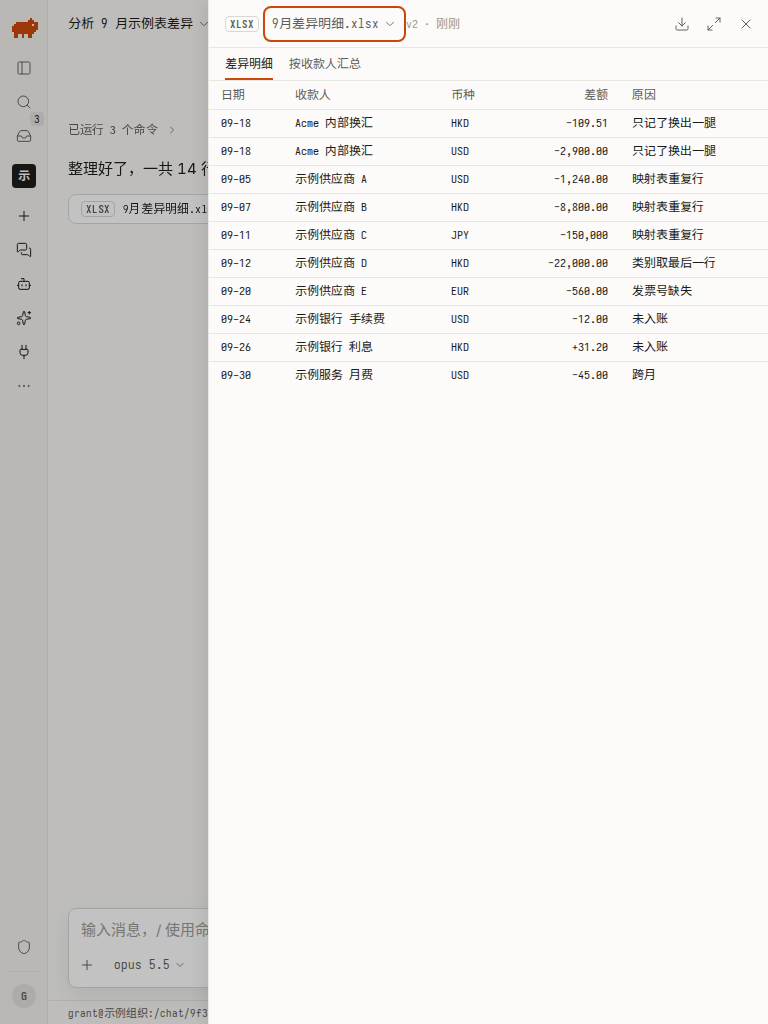 分析 9 月示例表差异
XLSX 9月差异明细.xlsx v2 · 刚刚
差异明细 按收款人汇总
日期 收款人 币种 差额 原因
09-18 Acme 内部换汇 HKD -109.51 只记了换出一腿
09-18 Acme 内部换汇 USD -2,900.00 只记了换出一腿
09-05 示例供应商 A USD -1,240.00 映射表重复行
09-07 示例供应商 B HKD -8,800.00 映射表重复行
09-11 示例供应商 C JPY -150,000 映射表重复行
09-12 示例供应商 D HKD -22,000.00 类别取最后一行
09-20 示例供应商 E EUR -560.00 发票号缺失
09-24 示例银行 手续费 USD -12.00 未入账
09-26 示例银行 利息 HKD +31.20 未入账
09-30 示例服务 月费 USD -45.00 跨月
3
示
已运行 3 个命令
整理好了，一共 14
XLSX 9月差异明细.xl
输入消息，/ 使用命
opus 5.5
G
grant@示例组织:/chat/9f3